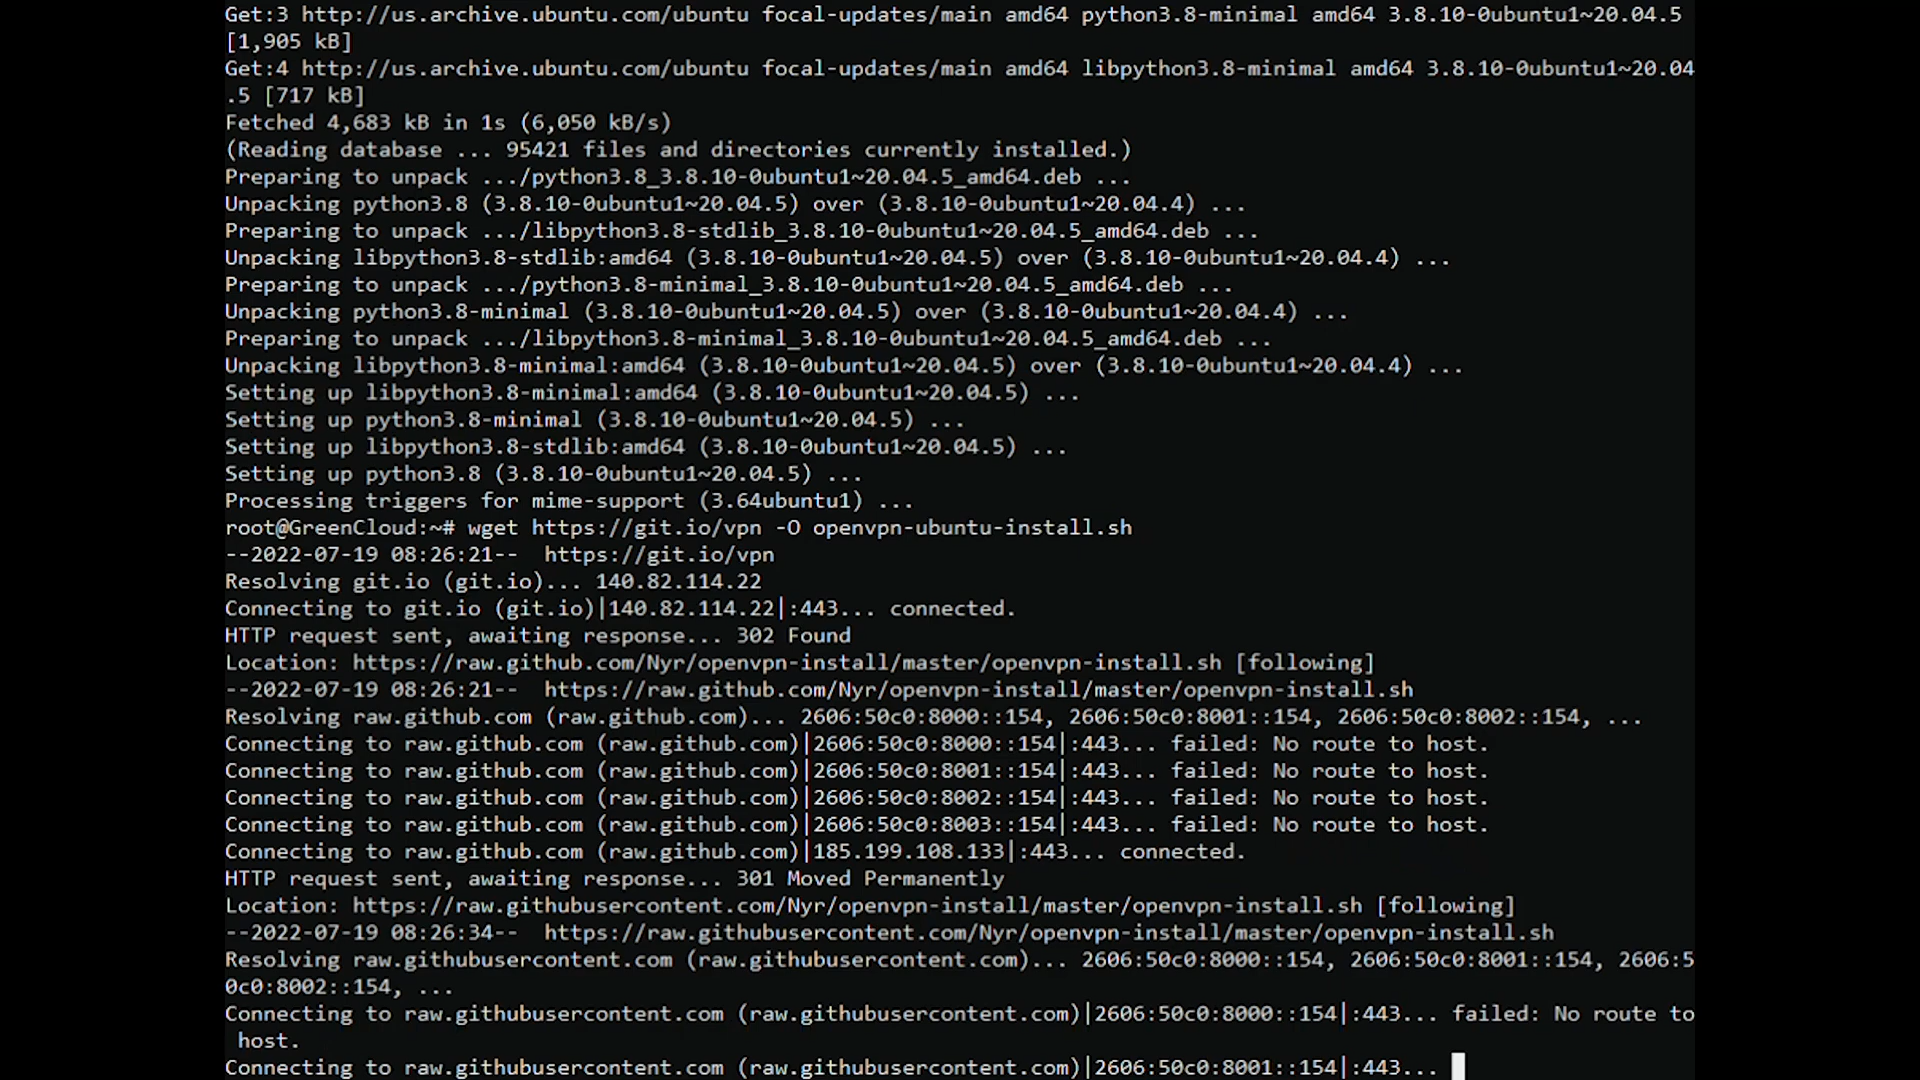 Get:3 http://us.archive.ubuntu.com/ubuntu focal-updates/main amd64 python3.8-minimal amd64 3.8.10-0ubuntu1~20.04.5
[1,905 kB]
Get:4 http://us.archive.ubuntu.com/ubuntu focal-updates/main amd64 libpython3.8-minimal amd64 3.8.10-0ubuntu1~20.04
.5 [717 kB]
Fetched 4,683 kB in 1s (6,050 kB/s)
(Reading database ... 95421 files and directories currently installed.)
Preparing to unpack .../python3.8_3.8.10-0ubuntu1~20.04.5_amd64.deb ...
Unpacking python3.8 (3.8.10-0ubuntu1~20.04.5) over (3.8.10-0ubuntu1~20.04.4) ...
Preparing to unpack .../libpython3.8-stdlib_3.8.10-0ubuntu1~20.04.5_amd64.deb ...
Unpacking libpython3.8-stdlib:amd64 (3.8.10-0ubuntu1~20.04.5) over (3.8.10-0ubuntu1~20.04.4) ...
Preparing to unpack .../python3.8-minimal_3.8.10-0ubuntu1~20.04.5_amd64.deb ...
Unpacking python3.8-minimal (3.8.10-0ubuntu1~20.04.5) over (3.8.10-0ubuntu1~20.04.4) ...
Preparing to unpack .../libpython3.8-minimal_3.8.10-0ubuntu1~20.04.5_amd64.deb ...
Unpacking libpython3.8-minimal:amd64 (3.8.10-0ubuntu1~20.04.5) over (3.8.10-0ubuntu1~20.04.4) ...
Setting up libpython3.8-minimal:amd64 (3.8.10-0ubuntu1~20.04.5) ...
Setting up python3.8-minimal (3.8.10-0ubuntu1~20.04.5) ...
Setting up libpython3.8-stdlib:amd64 (3.8.10-0ubuntu1~20.04.5) ...
Setting up python3.8 (3.8.10-0ubuntu1~20.04.5) ...
Processing triggers for mime-support (3.64ubuntu1) ...
root@GreenCloud:~# wget https://git.io/vpn -O openvpn-ubuntu-install.sh
--2022-07-19 08:26:21--  https://git.io/vpn
Resolving git.io (git.io)... 140.82.114.22
Connecting to git.io (git.io)|140.82.114.22|:443... connected.
HTTP request sent, awaiting response... 302 Found
Location: https://raw.github.com/Nyr/openvpn-install/master/openvpn-install.sh [following]
--2022-07-19 08:26:21--  https://raw.github.com/Nyr/openvpn-install/master/openvpn-install.sh
Resolving raw.github.com (raw.github.com)... 2606:50c0:8000::154, 2606:50c0:8001::154, 2606:50c0:8002::154, ...
Connecting to raw.github.com (raw.github.com)|2606:50c0:8000::154|:443... failed: No route to host.
Connecting to raw.github.com (raw.github.com)|2606:50c0:8001::154|:443... failed: No route to host.
Connecting to raw.github.com (raw.github.com)|2606:50c0:8002::154|:443... failed: No route to host.
Connecting to raw.github.com (raw.github.com)|2606:50c0:8003::154|:443... failed: No route to host.
Connecting to raw.github.com (raw.github.com)|185.199.108.133|:443... connected.
HTTP request sent, awaiting response... 301 Moved Permanently
Location: https://raw.githubusercontent.com/Nyr/openvpn-install/master/openvpn-install.sh [following]
--2022-07-19 08:26:34--  https://raw.githubusercontent.com/Nyr/openvpn-install/master/openvpn-install.sh
Resolving raw.githubusercontent.com (raw.githubusercontent.com)... 2606:50c0:8000::154, 2606:50c0:8001::154, 2606:5
0c0:8002::154, ...
Connecting to raw.githubusercontent.com (raw.githubusercontent.com)|2606:50c0:8000::154|:443... failed: No route to
 host.
Connecting to raw.githubusercontent.com (raw.githubusercontent.com)|2606:50c0:8001::154|:443...